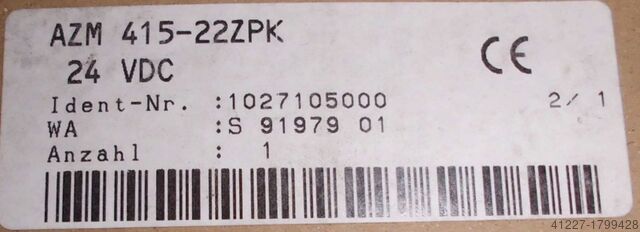 AZM 415-22ZPK
24 VDC
CE
Ident-Nr. :1027105000 2/ 1
WA :S 91979 01
Anzahl : 1
41227-1799428